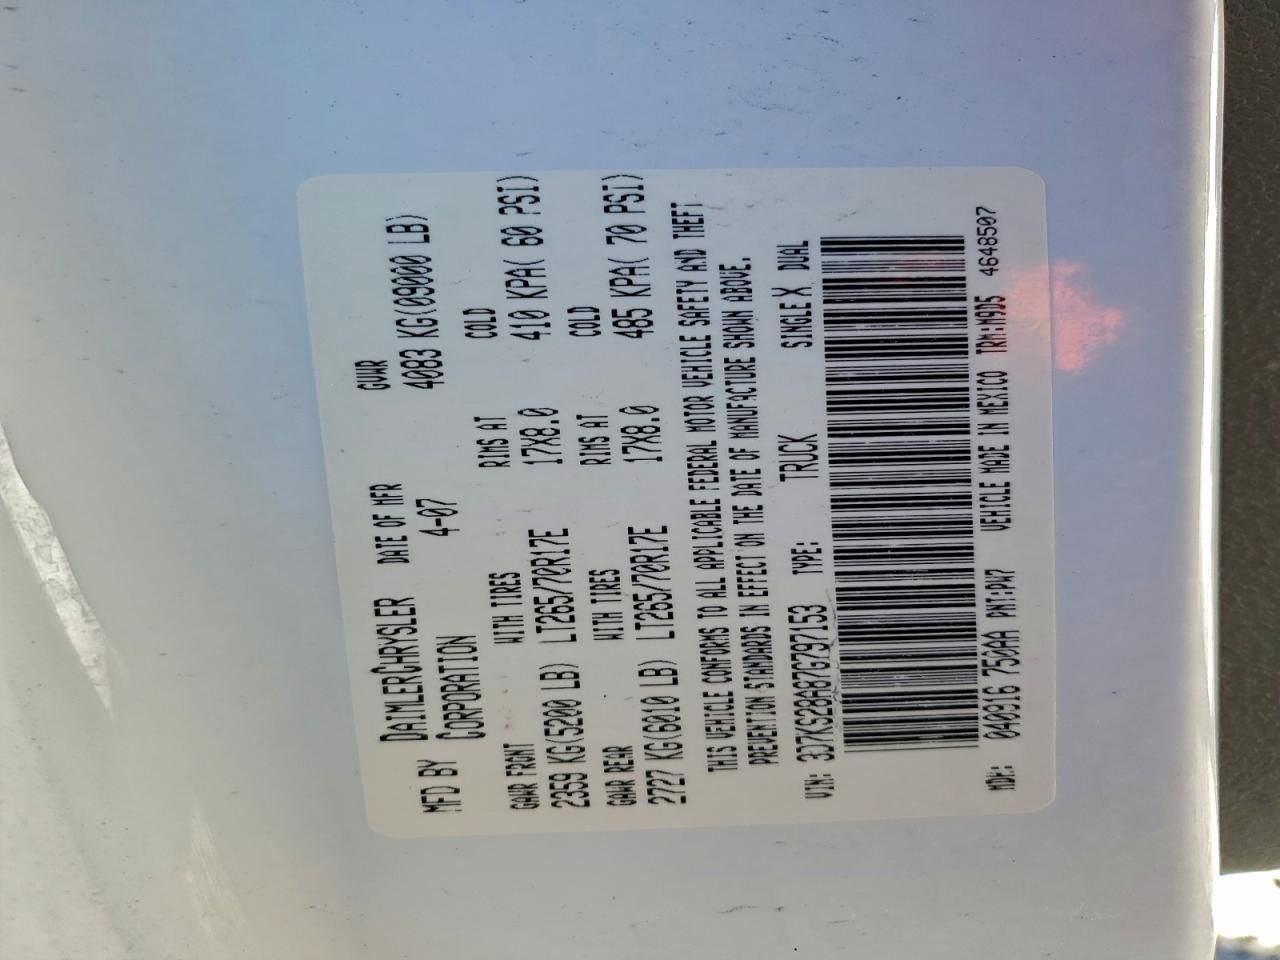 MFD BY DAIMLERCHRYSLER CORPORATION DATE OF MFR 4-07 GVWR 4083 KG(09000 LB)
GAWR FRONT WITH TIRES RIMS AT COLD
2359 KG(5200 LB) LT265/70R17E 17X8.0 410 KPA( 60 PSI)
GAWR REAR WITH TIRES RIMS AT COLD
2727 KG(6010 LB) LT265/70R17E 17X8.0 485 KPA( 70 PSI)
THIS VEHICLE CONFORMS TO ALL APPLICABLE FEDERAL MOTOR VEHICLE SAFETY AND THEFT
PREVENTION STANDARDS IN EFFECT ON THE DATE OF MANUFACTURE SHOWN ABOVE.
VIN: 3D7KS28A87G797153 TYPE: TRUCK SINGLE X DUAL
MDH: 040916 750AA PNT:PW7 VEHICLE MADE IN MEXICO TRM:M9D5 4648507